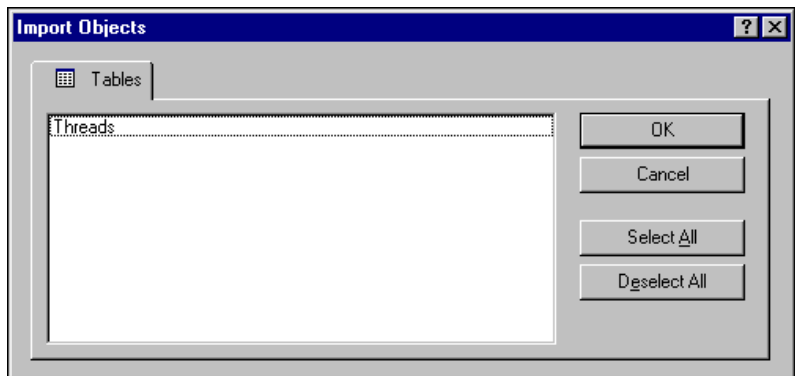 Import Objects
Tables
Threads
OK
Cancel
Select All
Deselect All